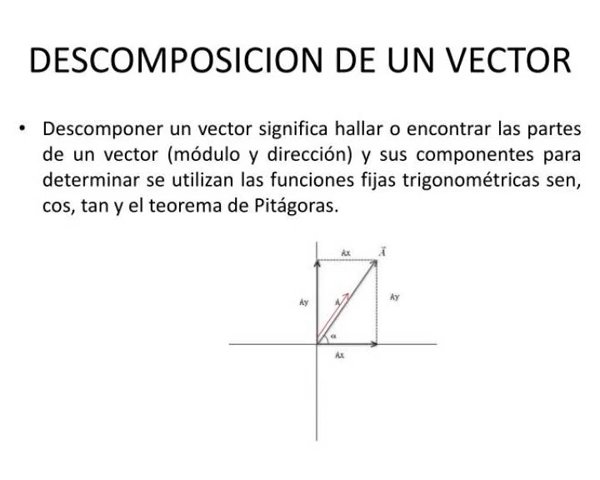 DESCOMPOSICION DE UN VECTOR
• Descomponer un vector significa hallar o encontrar las partes
de un vector (módulo y dirección) y sus componentes para
determinar se utilizan las funciones fijas trigonométricas sen,
cos, tan y el teorema de Pitágoras.
Ax
A
Ay
A
Ay
α
Ax